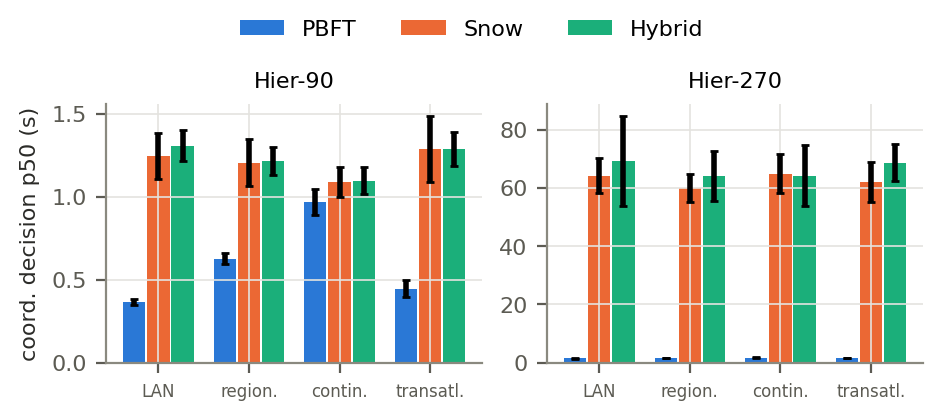 PBFT Snow Hybrid
Hier-90
Hier-270
coord. decision p50 (s)
1.5
1.0
0.5
0.0
LAN region. contin. transatl.
80
60
40
20
0
LAN region. contin. transatl.